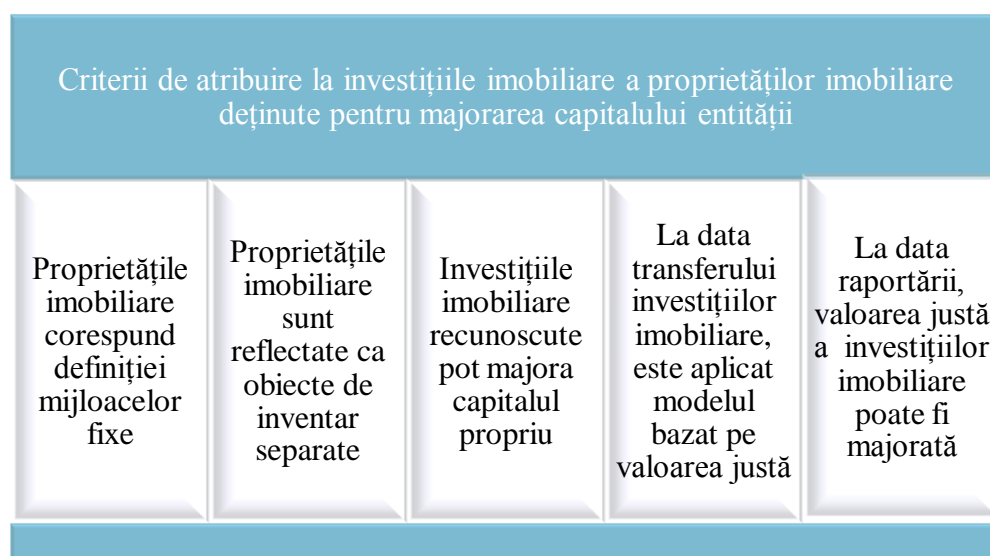 Criterii de atribuire la investițiile imobiliare a proprietăților imobiliare
deținute pentru majorarea capitalului entității
Proprietățile
imobiliare
corespund
definiției
mijloacelor
fixe
Proprietățile
imobiliare
sunt
reflectate ca
obiecte de
inventar
separate
Investițiile
imobiliare
recunoscute
pot majora
capitalul
propriu
La data
transferului
investițiilor
imobiliare,
este aplicat
modelul
bazat pe
valoarea justă
La data
raportării,
valoarea justă
a investițiilor
imobiliare
poate fi
majorată